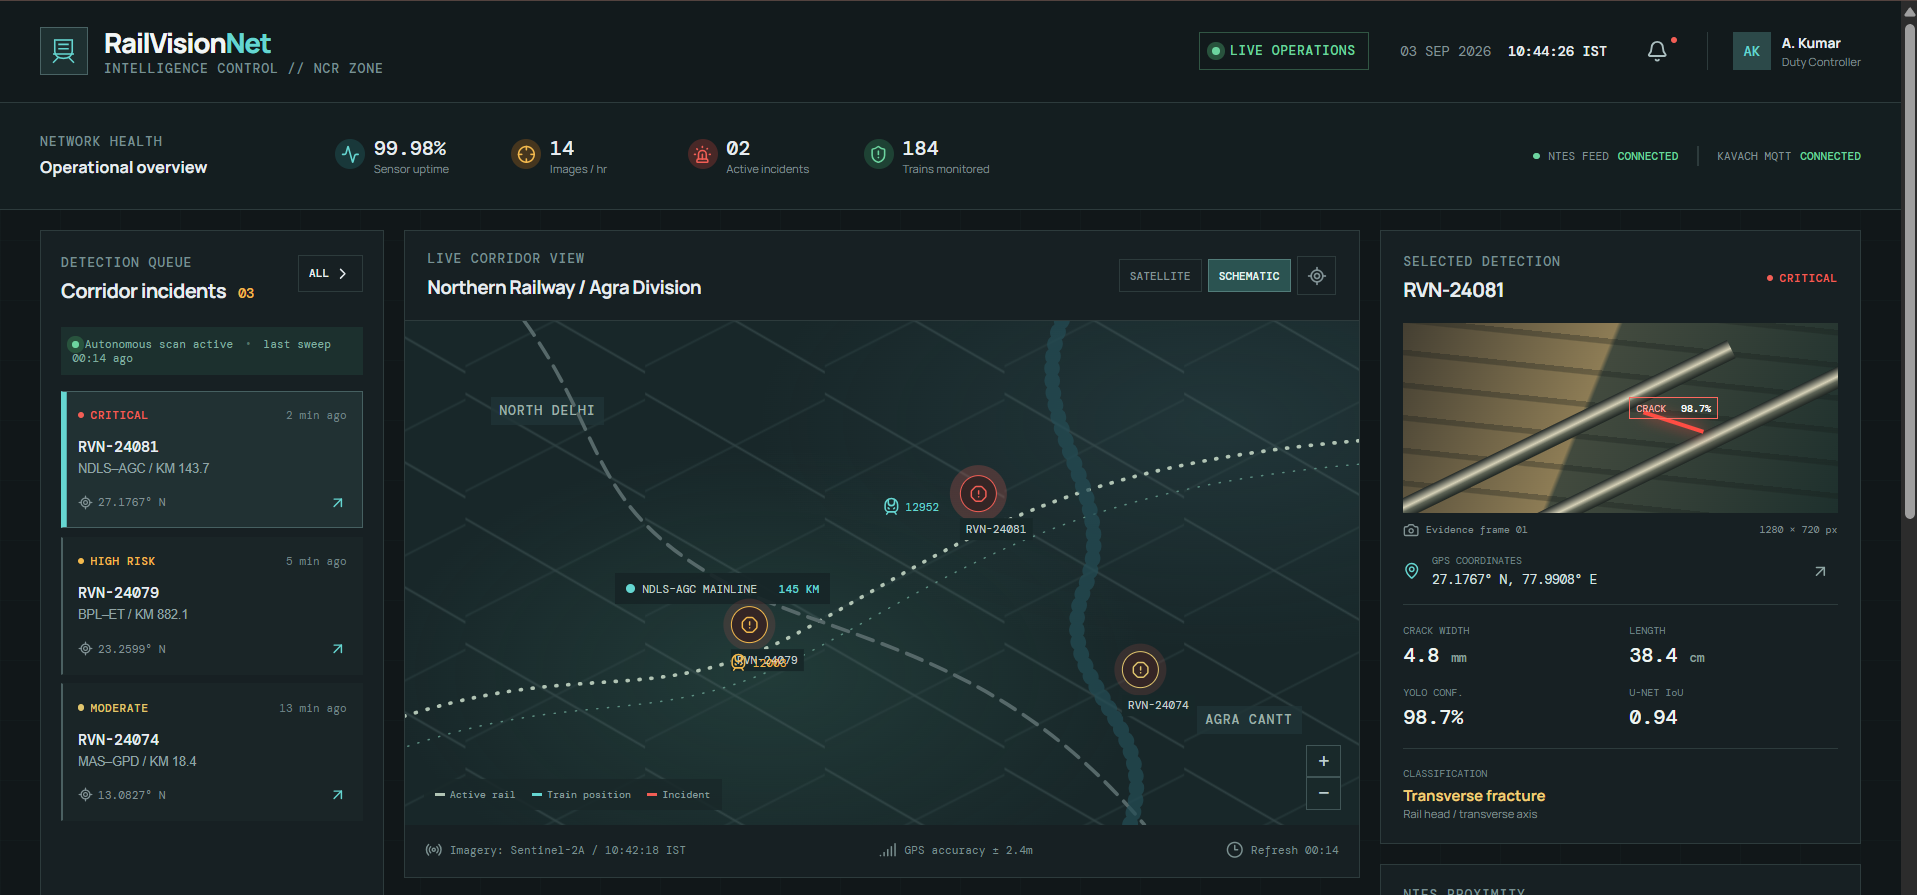 RailVisionNet
INTELLIGENCE CONTROL // NCR ZONE
LIVE OPERATIONS
03 SEP 2026 10:44:26 IST
AK
A. Kumar
Duty Controller
NETWORK HEALTH
Operational overview
99.98%
Sensor uptime
14
Images / hr
02
Active incidents
184
Trains monitored
NTES FEED CONNECTED
KAVACH MQTT CONNECTED
DETECTION QUEUE
Corridor incidents 03
ALL
Autonomous scan active • last sweep
00:14 ago
CRITICAL 2 min ago
RVN-24081
NDLS–AGC / KM 143.7
27.1767° N
HIGH RISK 5 min ago
RVN-24079
BPL–ET / KM 882.1
23.2599° N
MODERATE 13 min ago
RVN-24074
MAS–GPD / KM 18.4
13.0827° N
LIVE CORRIDOR VIEW
Northern Railway / Agra Division
SATELLITE
SCHEMATIC
NORTH DELHI
12952
RVN-24081
NDLS-AGC MAINLINE 145 KM
RVN-24079
RVN-24074
AGRA CANTT
+
−
Active rail
Train position
Incident
Imagery: Sentinel-2A / 10:42:18 IST
GPS accuracy ± 2.4m
Refresh 00:14
SELECTED DETECTION
RVN-24081
CRITICAL
CRACK 98.7%
Evidence frame 01
1280 × 720 px
GPS COORDINATES
27.1767° N, 77.9908° E
CRACK WIDTH
4.8 mm
LENGTH
38.4 cm
YOLO CONF.
98.7%
U-NET IoU
0.94
CLASSIFICATION
Transverse fracture
Rail head / transverse axis
NTES PROXIMITY